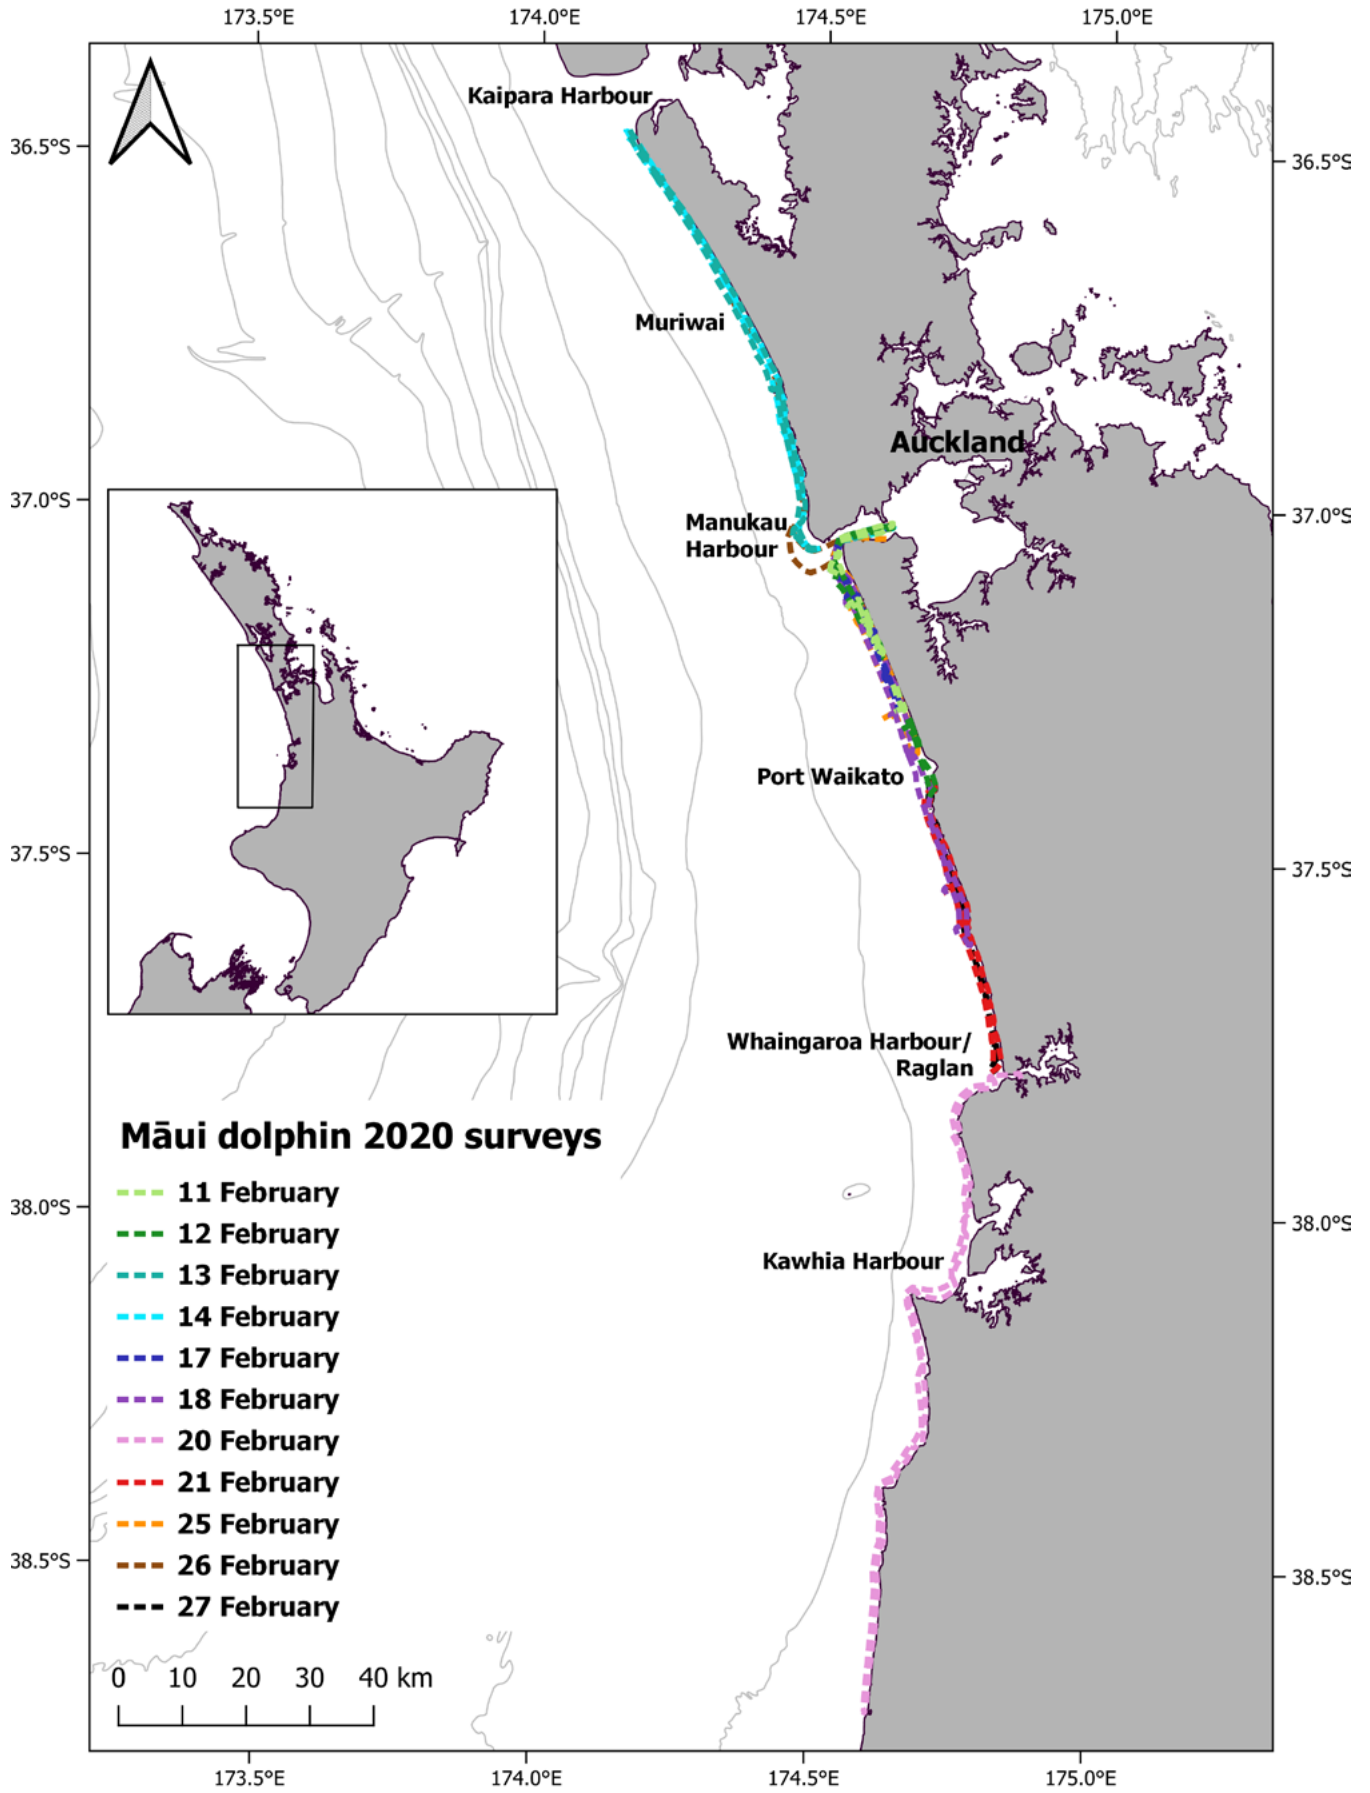 173.5°E
174.0°E
174.5°E
175.0°E
Kaipara Harbour
36.5°S
36.5°S
Muriwai
Auckland
37.0°S
37.0°S
Manukau
Harbour
Port Waikato
37.5°S
37.5°S
Whaingaroa Harbour/
Raglan
Māui dolphin 2020 surveys
11 February
12 February
13 February
14 February
17 February
18 February
20 February
21 February
25 February
26 February
27 February
38.0°S
38.0°S
Kawhia Harbour
38.5°S
38.5°S
0 10 20 30 40 km
173.5°E
174.0°E
174.5°E
175.0°E